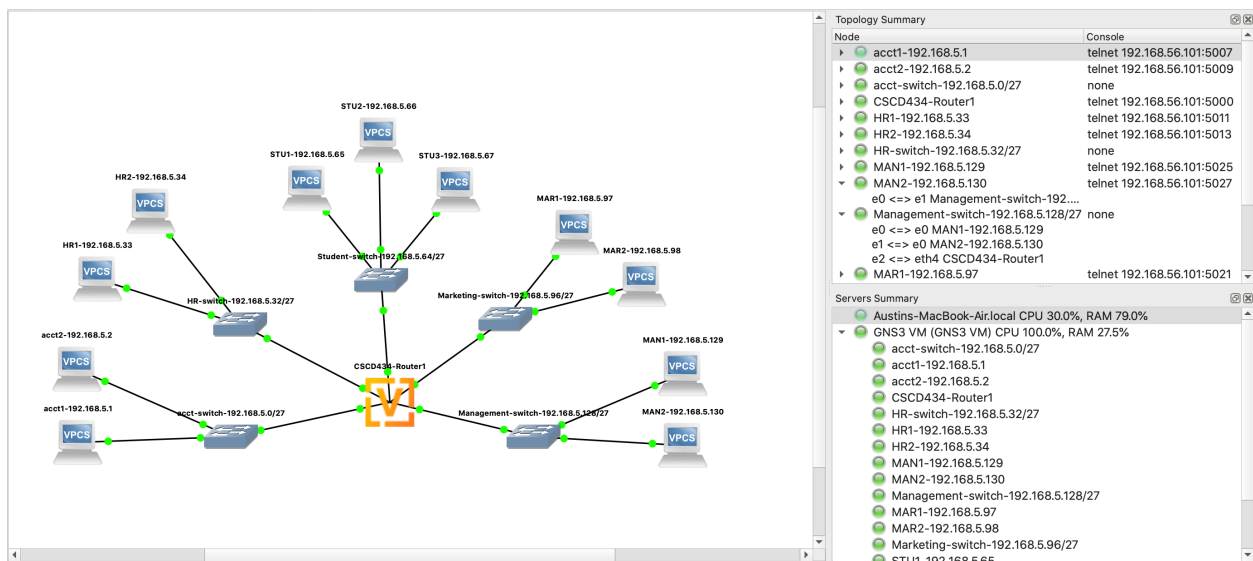 STU2-192.168.5.66
VPCS
STU1-192.168.5.65
VPCS
STU3-192.168.5.67
VPCS
HR2-192.168.5.34
VPCS
MAR1-192.168.5.97
VPCS
HR1-192.168.5.33
VPCS
MAR2-192.168.5.98
VPCS
Student-switch-192.168.5.64/27
HR-switch-192.168.5.32/27
Marketing-switch-192.168.5.96/27
acct2-192.168.5.2
VPCS
MAN1-192.168.5.129
VPCS
CSCD434-Router1
V
acct1-192.168.5.1
VPCS
acct-switch-192.168.5.0/27
Management-switch-192.168.5.128/27
MAN2-192.168.5.130
VPCS
Topology Summary
Node Console
acct1-192.168.5.1 telnet 192.168.56.101:5007
acct2-192.168.5.2 telnet 192.168.56.101:5009
acct-switch-192.168.5.0/27 none
CSCD434-Router1 telnet 192.168.56.101:5000
HR1-192.168.5.33 telnet 192.168.56.101:5011
HR2-192.168.5.34 telnet 192.168.56.101:5013
HR-switch-192.168.5.32/27 none
MAN1-192.168.5.129 telnet 192.168.56.101:5025
MAN2-192.168.5.130 telnet 192.168.56.101:5027
e0 <=> e1 Management-switch-192....
Management-switch-192.168.5.128/27 none
e0 <=> e0 MAN1-192.168.5.129
e1 <=> e0 MAN2-192.168.5.130
e2 <=> eth4 CSCD434-Router1
MAR1-192.168.5.97 telnet 192.168.56.101:5021
Servers Summary
Austins-MacBook-Air.local CPU 30.0%, RAM 79.0%
GNS3 VM (GNS3 VM) CPU 100.0%, RAM 27.5%
acct-switch-192.168.5.0/27
acct1-192.168.5.1
acct2-192.168.5.2
CSCD434-Router1
HR-switch-192.168.5.32/27
HR1-192.168.5.33
HR2-192.168.5.34
MAN1-192.168.5.129
MAN2-192.168.5.130
Management-switch-192.168.5.128/27
MAR1-192.168.5.97
MAR2-192.168.5.98
Marketing-switch-192.168.5.96/27
STU1-192.168.5.65